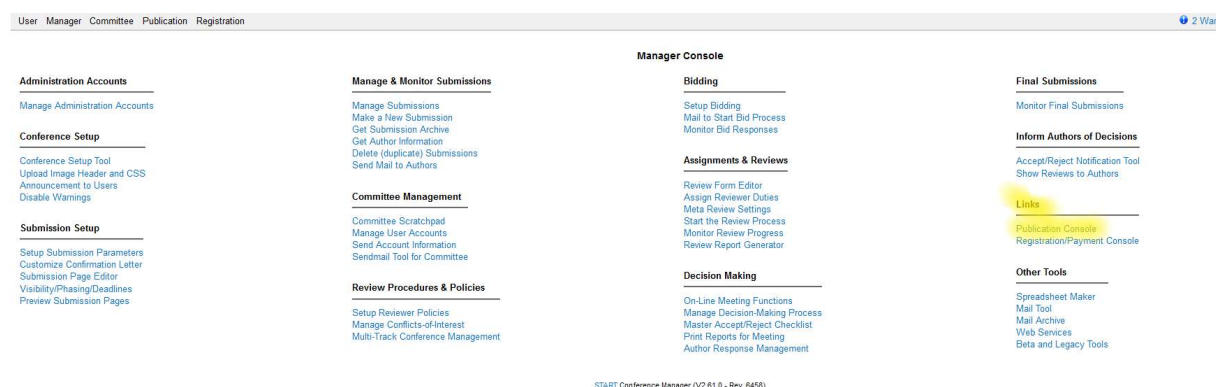 User Manager Committee Publication Registration
2 War
Manager Console
Administration Accounts
Manage Administration Accounts
Conference Setup
Conference Setup Tool
Upload Image Header and CSS
Announcement to Users
Disable Warnings
Submission Setup
Setup Submission Parameters
Customize Confirmation Letter
Submission Page Editor
Visibility/Phasing/Deadlines
Preview Submission Pages
Manage & Monitor Submissions
Manage Submissions
Make a New Submission
Get Submission Archive
Get Author Information
Delete (duplicate) Submissions
Send Mail to Authors
Committee Management
Committee Scratchpad
Manage User Accounts
Send Account Information
Sendmail Tool for Committee
Review Procedures & Policies
Setup Reviewer Policies
Manage Conflicts-of-Interest
Multi-Track Conference Management
Bidding
Setup Bidding
Mail to Start Bid Process
Monitor Bid Responses
Assignments & Reviews
Review Form Editor
Assign Reviewer Duties
Meta Review Settings
Start the Review Process
Monitor Review Progress
Review Report Generator
Decision Making
On-Line Meeting Functions
Manage Decision-Making Process
Master Accept/Reject Checklist
Print Reports for Meeting
Author Response Management
Final Submissions
Monitor Final Submissions
Inform Authors of Decisions
Accept/Reject Notification Tool
Show Reviews to Authors
Links
Publication Console
Registration/Payment Console
Other Tools
Spreadsheet Maker
Mail Tool
Mail Archive
Web Services
Beta and Legacy Tools
START Conference Manager (V2.61.0 - Rev. 6458)